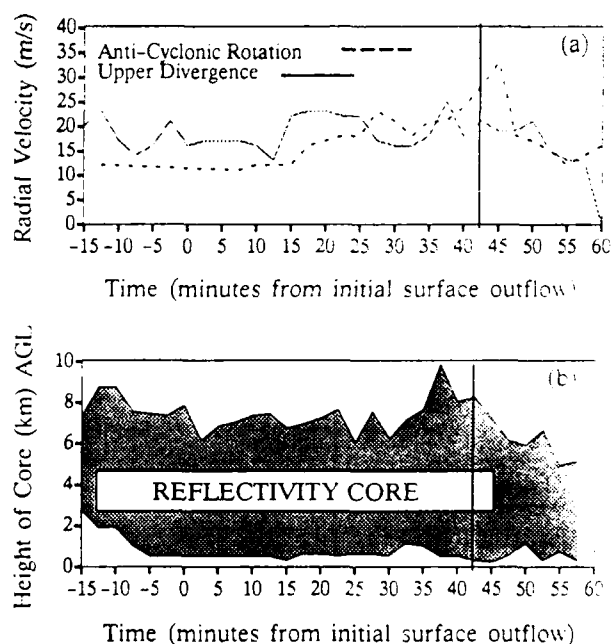 Radial Velocity (m/s)
40
35
30
25
20
15
10
5
0
(a)
Anti-Cyclonic Rotation
Upper Divergence
-15 -10 -5 0 5 10 15 20 25 30 35 40 45 50 55 60
Time (minutes from initial surface outflow)
Height of Core (km) AGL
10
8
6
4
2
0
(b)
REFLECTIVITY CORE
-15 -10 -5 0 5 10 15 20 25 30 35 40 45 50 55 60
Time (minutes from initial surface outflow)